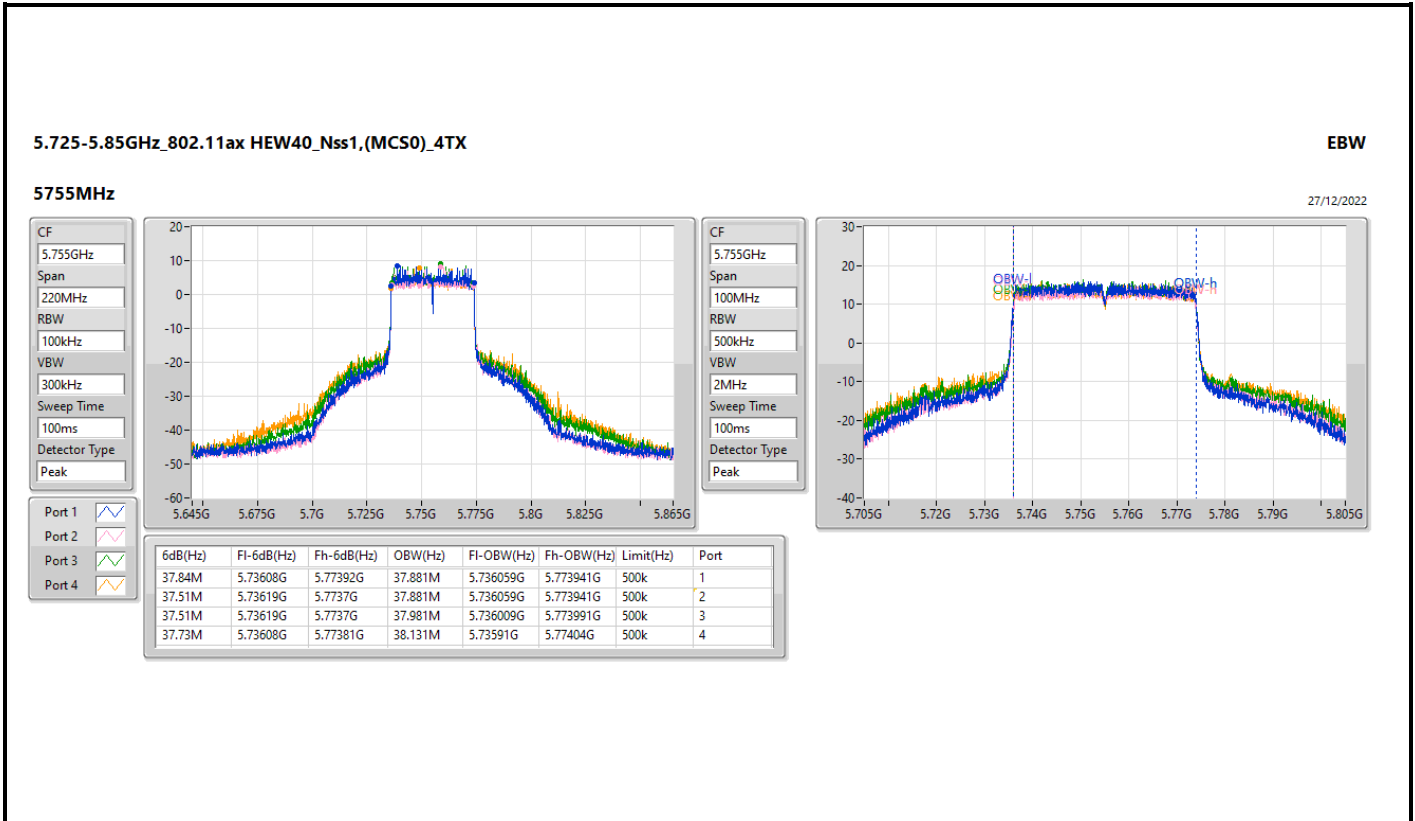 5.725-5.85GHz_802.11ax HEW40_Nss1,(MCS0)_4TX
EBW
5755MHz
27/12/2022
CF
5.755GHz
Span
220MHz
RBW
100kHz
VBW
300kHz
Sweep Time
100ms
Detector Type
Peak
20
10
0
-10
-20
-30
-40
-50
-60
5.645G 5.675G 5.7G 5.725G 5.75G 5.775G 5.8G 5.825G 5.865G
CF
5.755GHz
Span
100MHz
RBW
500kHz
VBW
2MHz
Sweep Time
100ms
Detector Type
Peak
30
20
10
0
-10
-20
-30
-40
OBW-l
OBW-h
5.705G 5.72G 5.73G 5.74G 5.75G 5.76G 5.77G 5.78G 5.79G 5.805G
Port 1
Port 2
Port 3
Port 4
6dB(Hz) Fl-6dB(Hz) Fh-6dB(Hz) OBW(Hz) Fl-OBW(Hz) Fh-OBW(Hz) Limit(Hz) Port
37.84M 5.73608G 5.77392G 37.881M 5.736059G 5.773941G 500k 1
37.51M 5.73619G 5.7737G 37.881M 5.736059G 5.773941G 500k 2
37.51M 5.73619G 5.7737G 37.981M 5.736009G 5.773991G 500k 3
37.73M 5.73608G 5.77381G 38.131M 5.73591G 5.77404G 500k 4